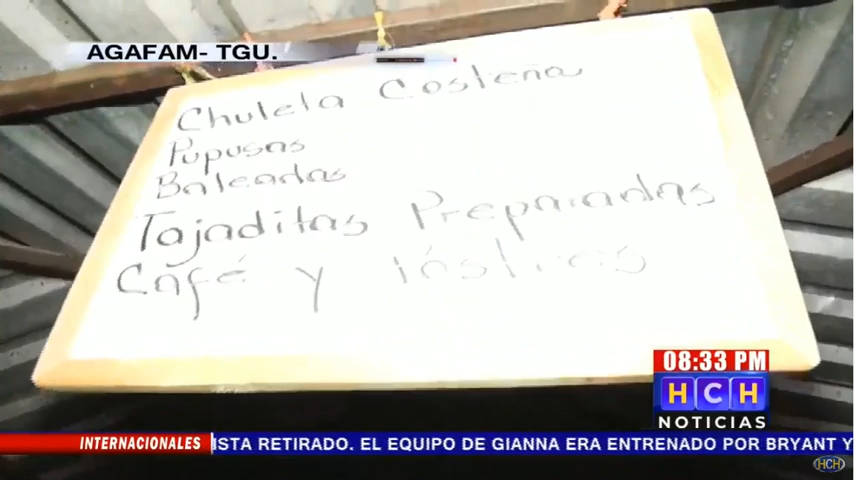 AGAFAM- TGU.
Chuleta Costeña
Pupusas
Baleadas
Tajaditas Preparadas
Café y
08:33 PM
HCH
NOTICIAS
INTERNACIONALES ISTA RETIRADO. EL EQUIPO DE GIANNA ERA ENTRENADO POR BRYANT Y
HCH